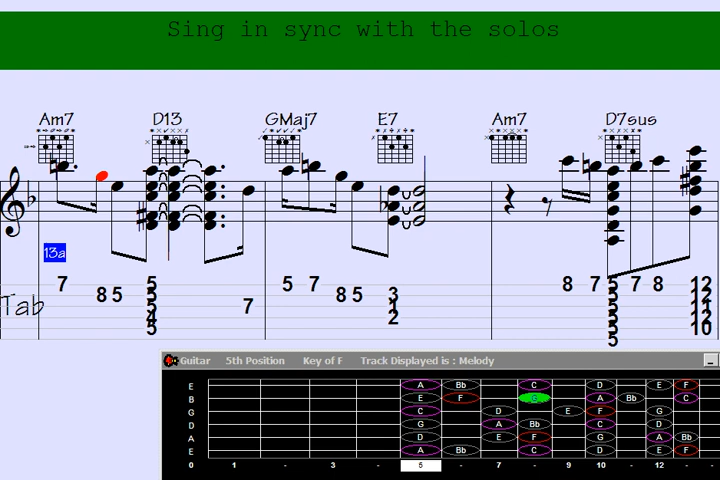 Sing in sync with the solos
Am7 D13 GMaj7 E7 Am7 D7sus
13a
Tab
7 8 5 5 5 5 4 5 7 5 7 8 5 3 1 2 8 7 5 5 5 5 5 5 7 8 12 12 12 12 10
Guitar 5th Position Key of F Track Displayed is : Melody
E A Bb C D E F
B E F G A Bb C
G C D E F G
D G A Bb C D
A D E F G A Bb
E A Bb C D E F
0 1 - 3 - 5 - 7 - 9 10 - 12 - -